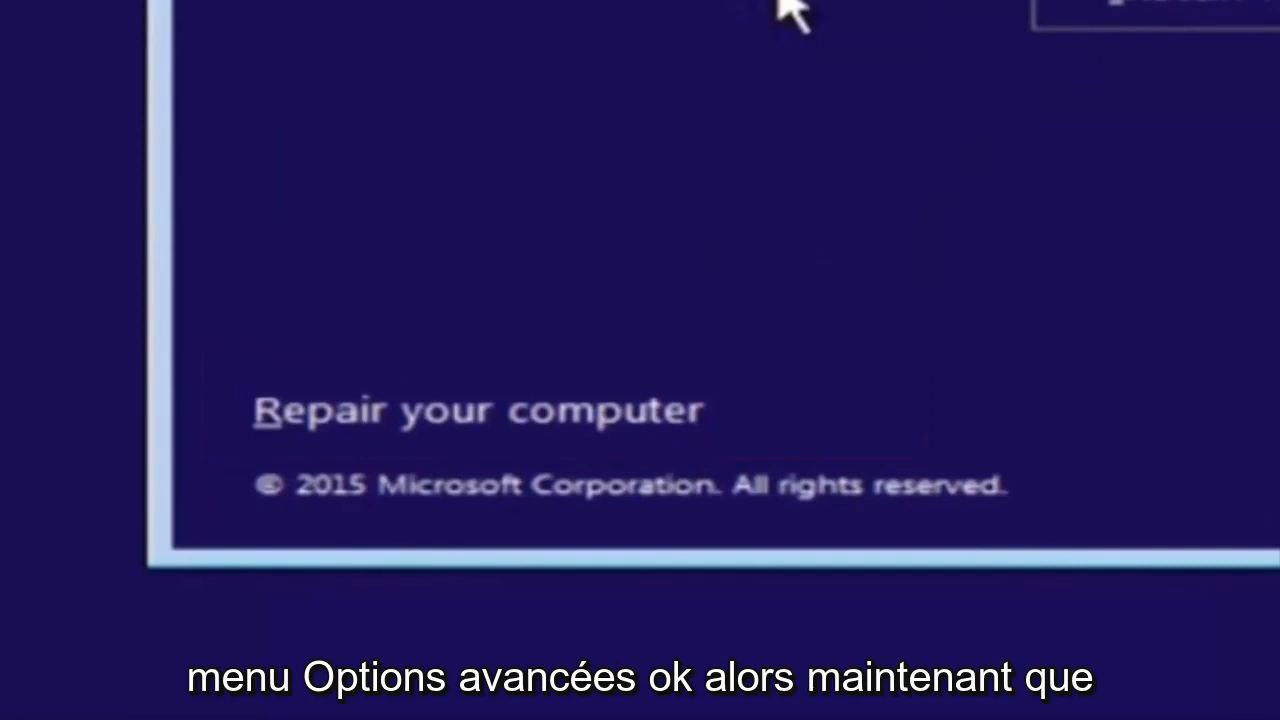 Repair your computer
© 2015 Microsoft Corporation. All rights reserved.
menu Options avancées ok alors maintenant que